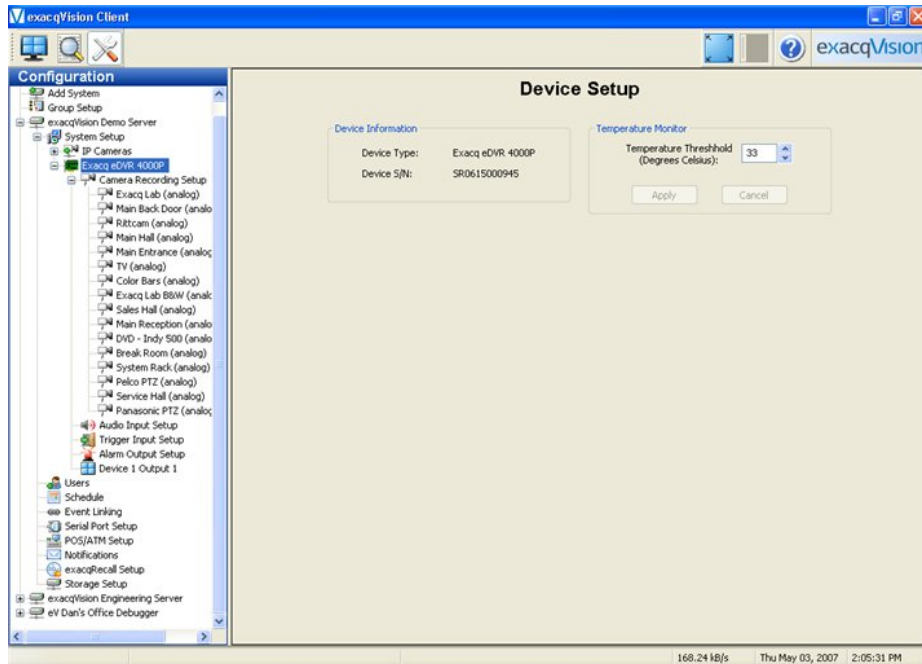 exacqVision Client
exacqVision
Configuration
Add System
Group Setup
exacqVision Demo Server
System Setup
IP Cameras
Exacq eDVR 4000P
Camera Recording Setup
Exacq Lab (analog)
Main Back Door (analo
Rittcam (analog)
Main Hall (analog)
Main Entrance (analog
TV (analog)
Color Bars (analog)
Exacq Lab B&W (analc
Sales Hall (analog)
Main Reception (analo
DVD - Indy 500 (analo
Break Room (analog)
System Rack (analog)
Pelco PTZ (analog)
Service Hall (analog)
Panasonic PTZ (analog
Audio Input Setup
Trigger Input Setup
Alarm Output Setup
Device 1 Output 1
Users
Schedule
Event Linking
Serial Port Setup
POS/ATM Setup
Notifications
exacqRecall Setup
Storage Setup
exacqVision Engineering Server
eV Dan's Office Debugger
Device Setup
Device Information
Device Type: Exacq eDVR 4000P
Device S/N: SR0615000945
Temperature Monitor
Temperature Threshhold
(Degrees Celsius):
33
Apply Cancel
168.24 kB/s Thu May 03, 2007 2:05:31 PM